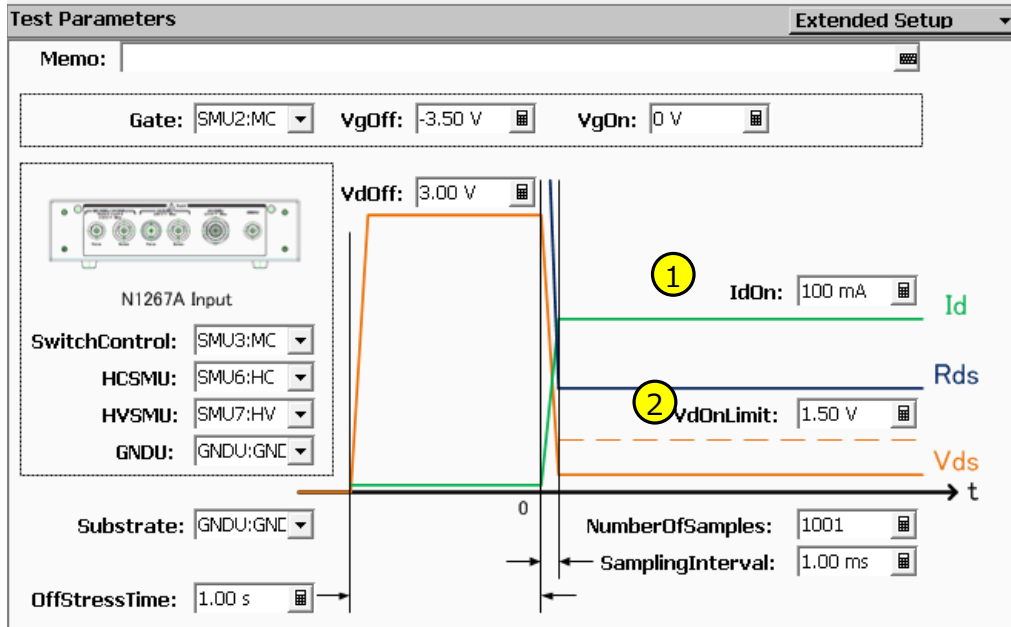 Test Parameters Extended Setup
Memo:
Gate: SMU2:MC VgOff: -3.50 V VgOn: 0 V
VdOff: 3.00 V
1
IdOn: 100 mA
Id
N1267A Input
SwitchControl: SMU3:MC
HCSMU: SMU6:HC
Rds
2
VdOnLimit: 1.50 V
HVSMU: SMU7:HV
GNDU: GNDU:GND
Vds
t
0
Substrate: GNDU:GND
NumberOfSamples: 1001
SamplingInterval: 1.00 ms
OffStressTime: 1.00 s